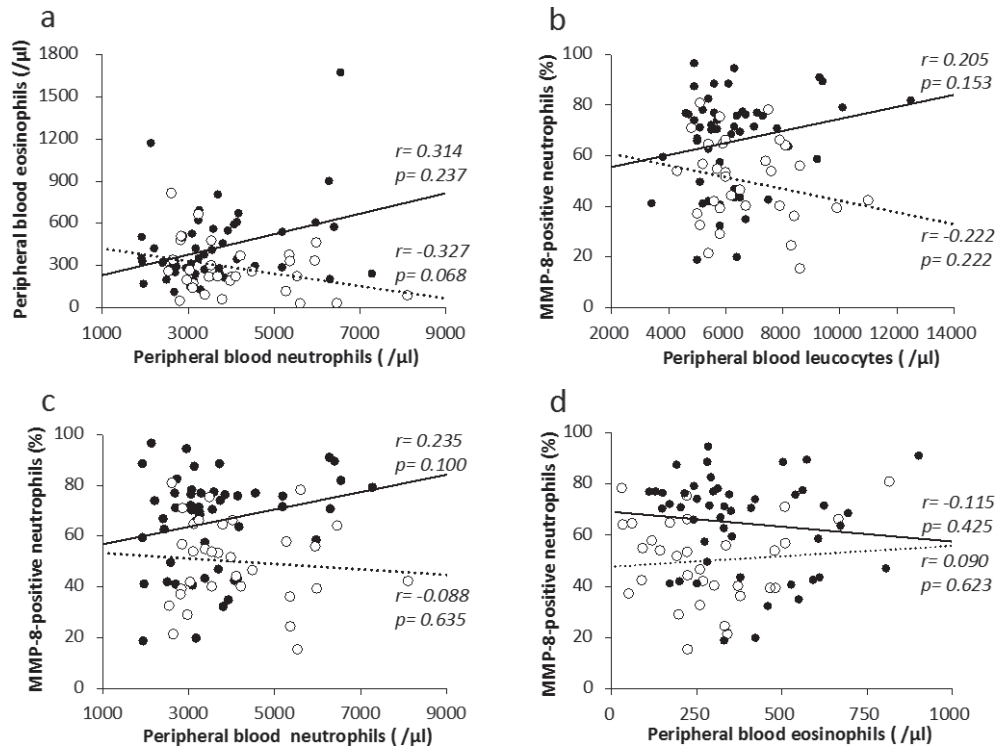 a
Peripheral blood eosinophils (/µl)
1800
1500
1200
900
600
300
0
r= 0.314
p= 0.237
r= -0.327
p= 0.068
1000
3000
5000
7000
9000
Peripheral blood neutrophils ( /µl)
b
MMP-8-positive neutrophils (%)
100
80
60
40
20
0
r= 0.205
p= 0.153
r= -0.222
p= 0.222
2000
4000
6000
8000
10000
12000
14000
Peripheral blood leucocytes ( /µl)
c
MMP-8-positive neutrophils (%)
100
80
60
40
20
0
r= 0.235
p= 0.100
r= -0.088
p= 0.635
1000
3000
5000
7000
9000
Peripheral blood neutrophils ( /µl)
d
MMP-8-positive neutrophils (%)
100
80
60
40
20
0
r= -0.115
p= 0.425
r= 0.090
p= 0.623
0
250
500
750
1000
Peripheral blood eosinophils ( /µl)